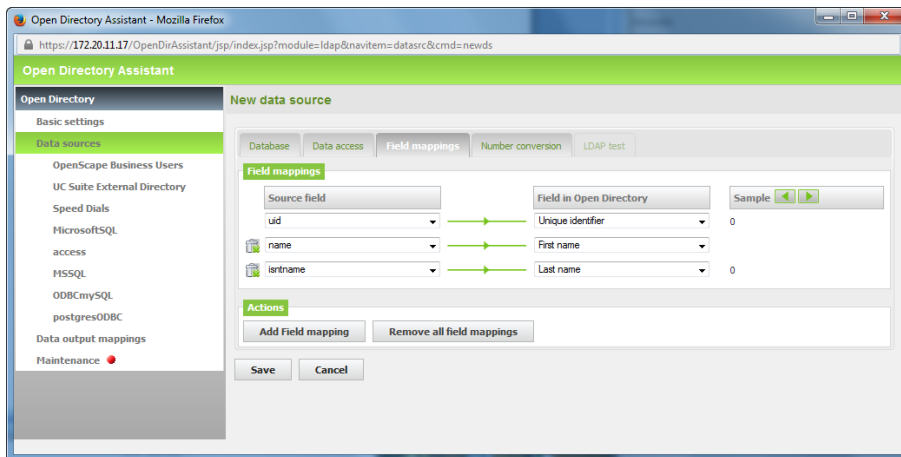 Open Directory Assistant - Mozilla Firefox
https://172.20.11.17/OpenDirAssistant/jsp/index.jsp?module=ldap&navitem=datasrc&cmd=newds
Open Directory Assistant
Open Directory
Basic settings
Data sources
OpenScape Business Users
UC Suite External Directory
Speed Dials
MicrosoftSQL
access
MSSQL
ODBCmySQL
postgresODBC
Data output mappings
Maintenance
New data source
Database Data access Field mappings Number conversion LDAP test
Field mappings
Source field Field in Open Directory Sample
uid Unique identifier 0
name First name
isntname Last name 0
Actions
Add Field mapping Remove all field mappings
Save Cancel